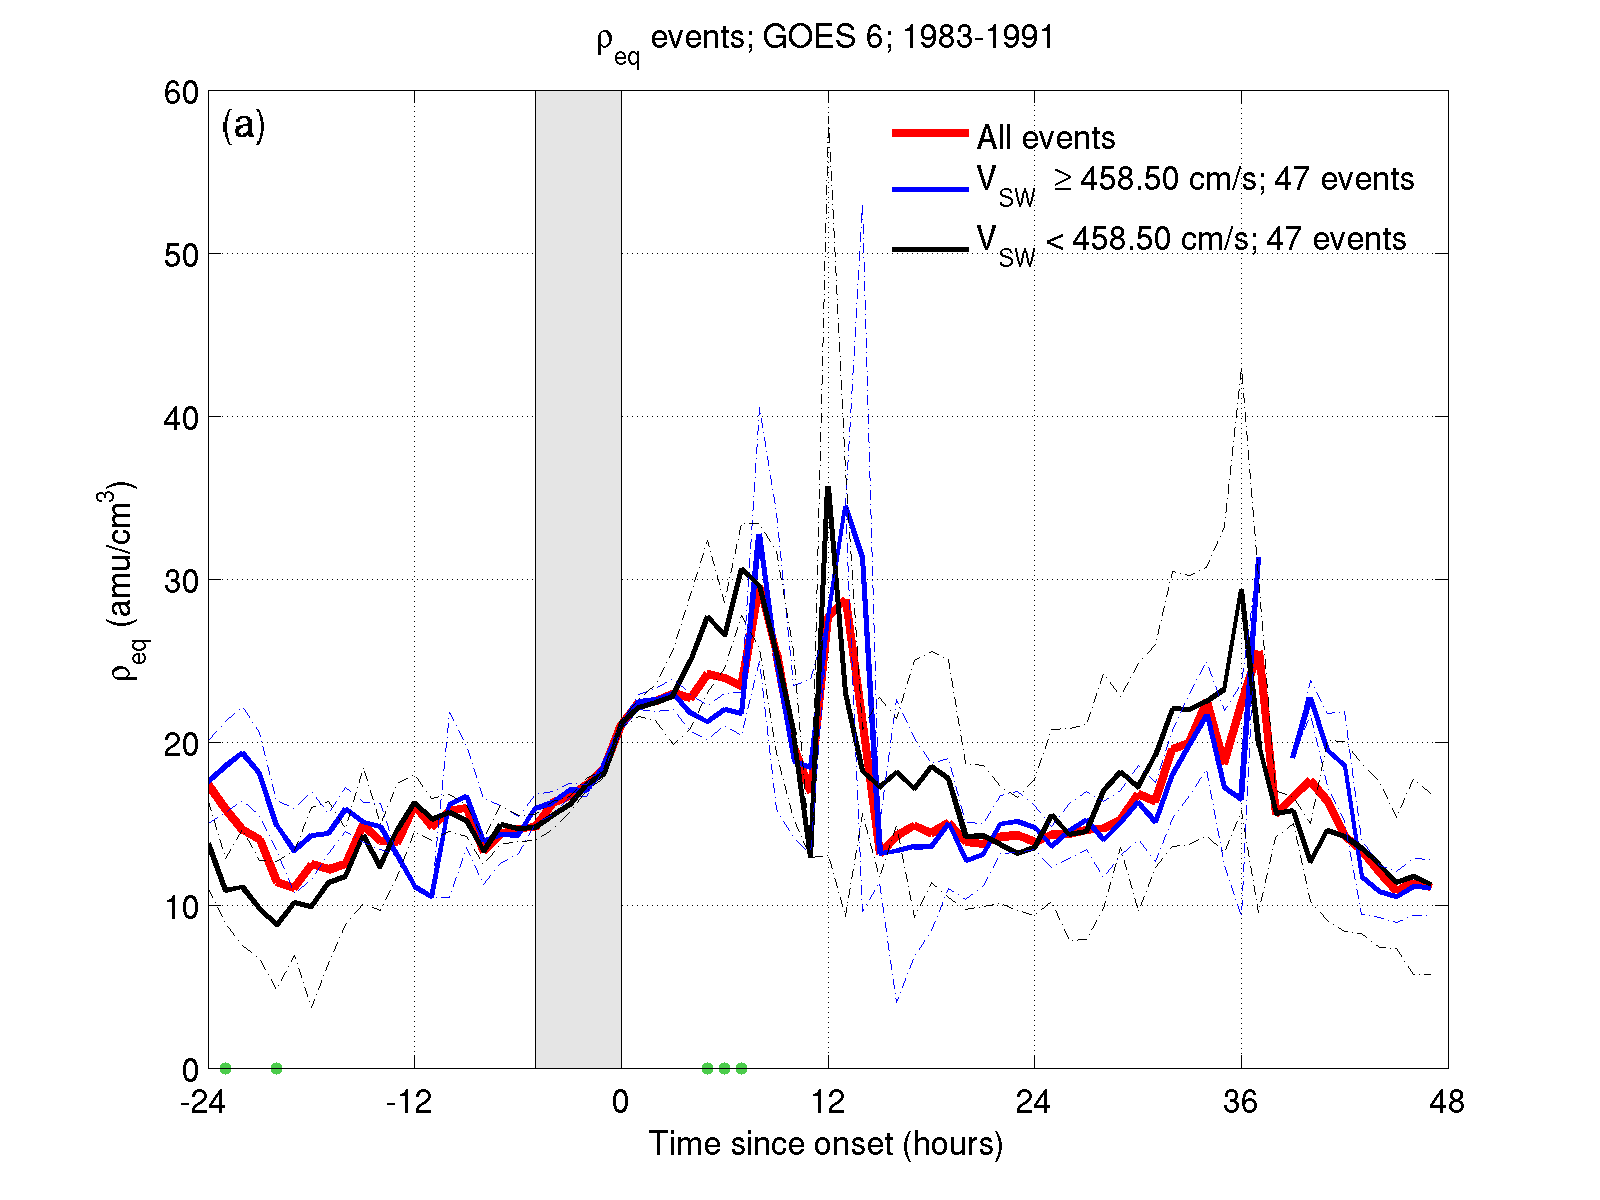 ρeq events; GOES 6; 1983-1991
(a)
All events
VSW ≥ 458.50 cm/s; 47 events
VSW < 458.50 cm/s; 47 events
60
50
40
30
20
10
0
ρeq (amu/cm3)
-24 -12 0 12 24 36 48
Time since onset (hours)